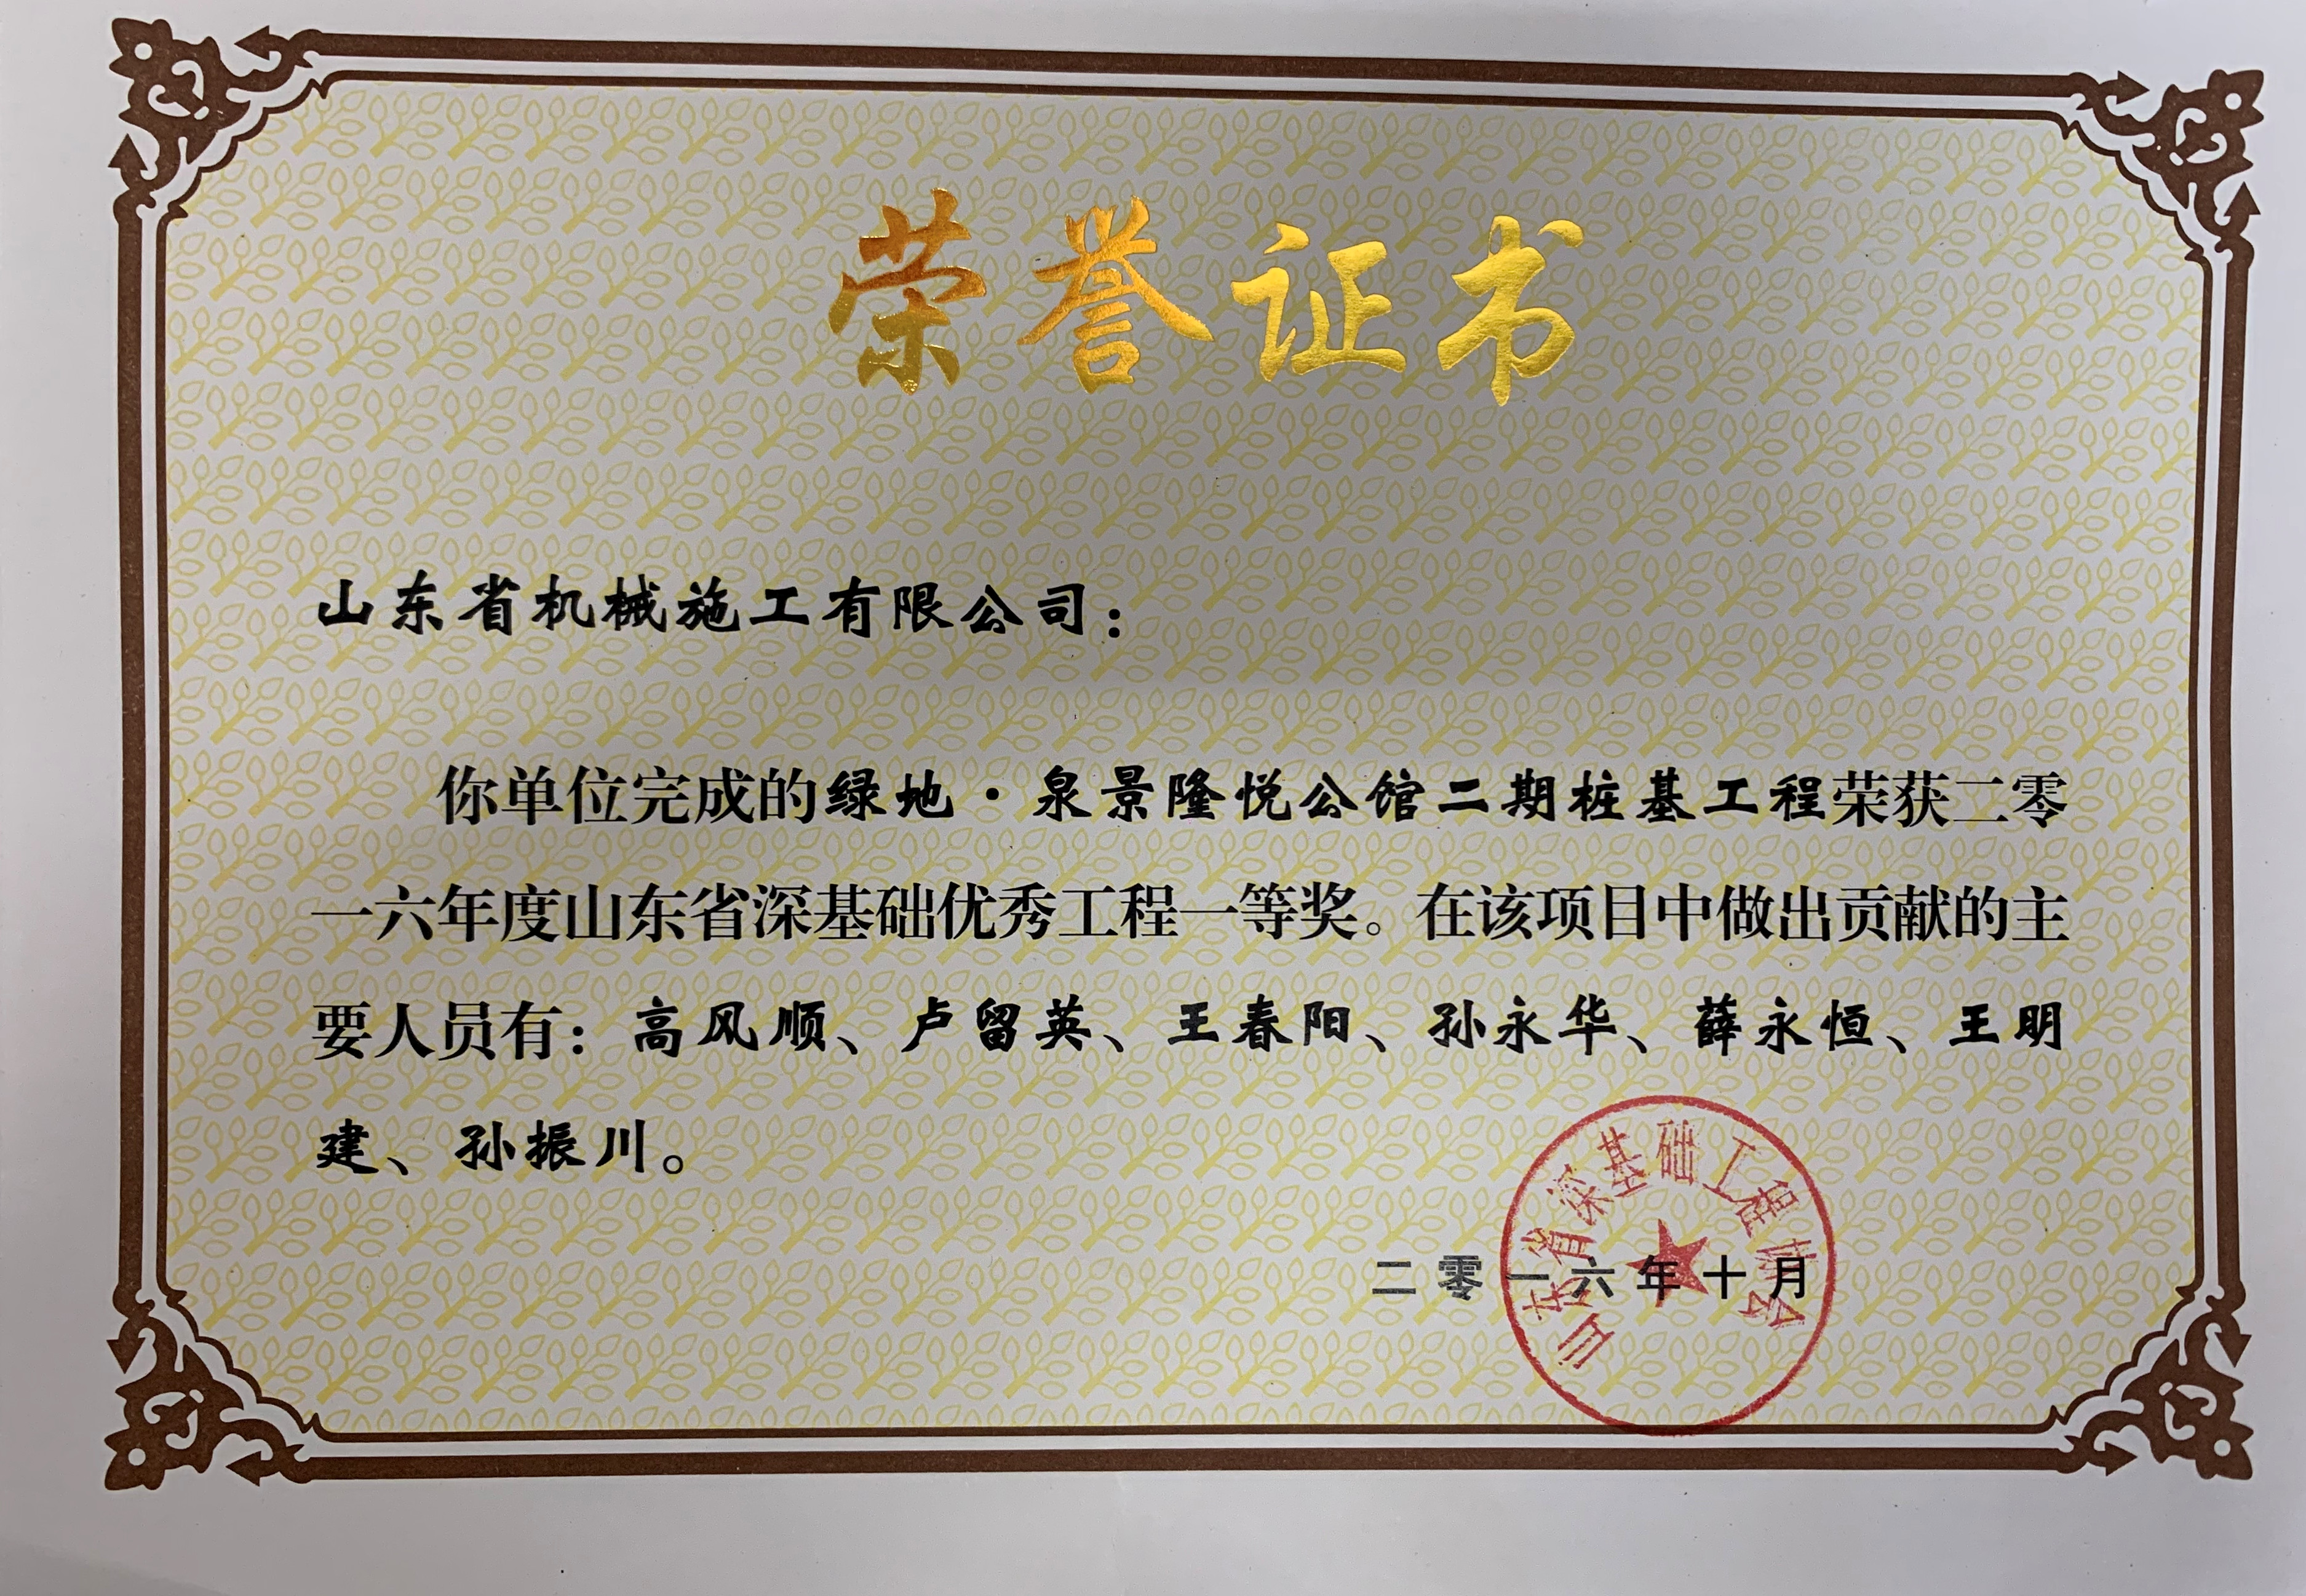 荣誉证书
山东省机械施工有限公司：
你单位完成的绿地·泉景隆悦公馆二期桩基工程荣获二零
一六年度山东省深基础优秀工程一等奖。在该项目中做出贡献的主
要人员有：高风顺、卢留英、王春阳、孙永华、薛永恒、王明
建、孙振川。
山东省深基础工程协会
二零一六年十月